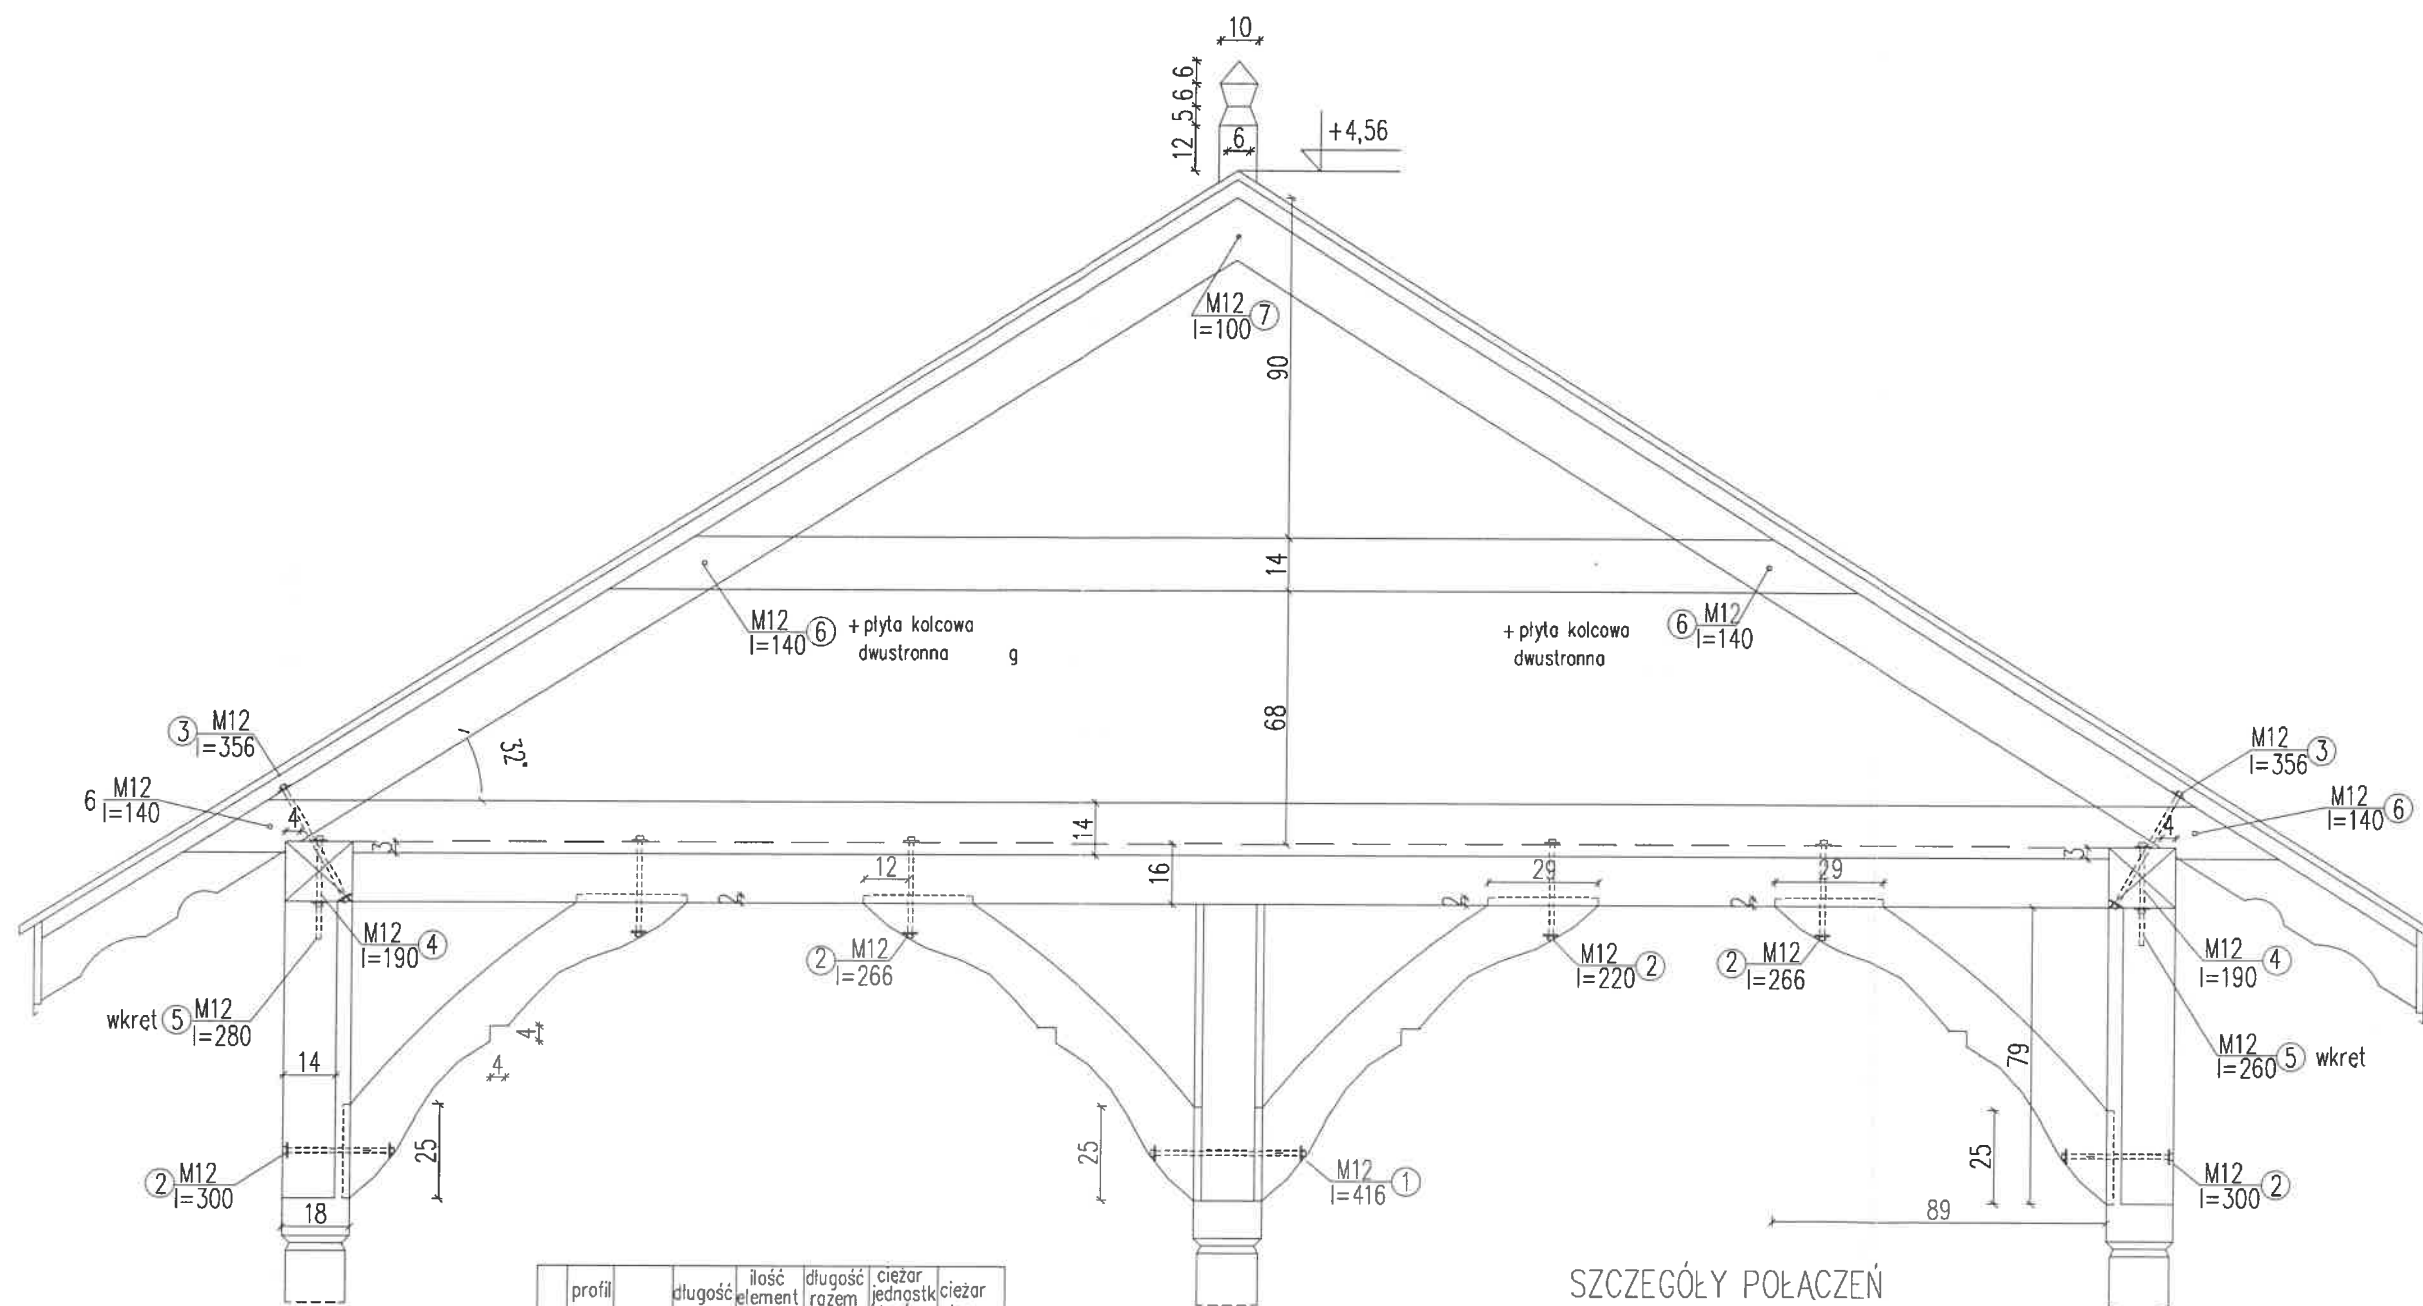 10
6
6
5
12
6
+4,56
M12
l=100 7
90
14
M12
l=140 6
+ płyta kolcowa
dwustronna
g
+ płyta kolcowa
dwustronna
6 M12
l=140
68
32°
3 M12
l=356
M12
l=356 3
6 M12
l=140
M12
l=140 6
4
4
3
14
3
12
16
29
29
2
2
2
M12
l=190 4
2 M12
l=266
M12
l=220 2
2 M12
l=266
M12
l=190 4
wkręt 5 M12
l=280
M12
l=260 5 wkręt
14
4
4
79
25
25
25
2 M12
l=300
M12
l=416 1
M12
l=300 2
18
89
profil
długość
ilość
element
długość
razem
ciężar
jednostk
ciężar
SZCZEGÓŁY POŁĄCZEŃ